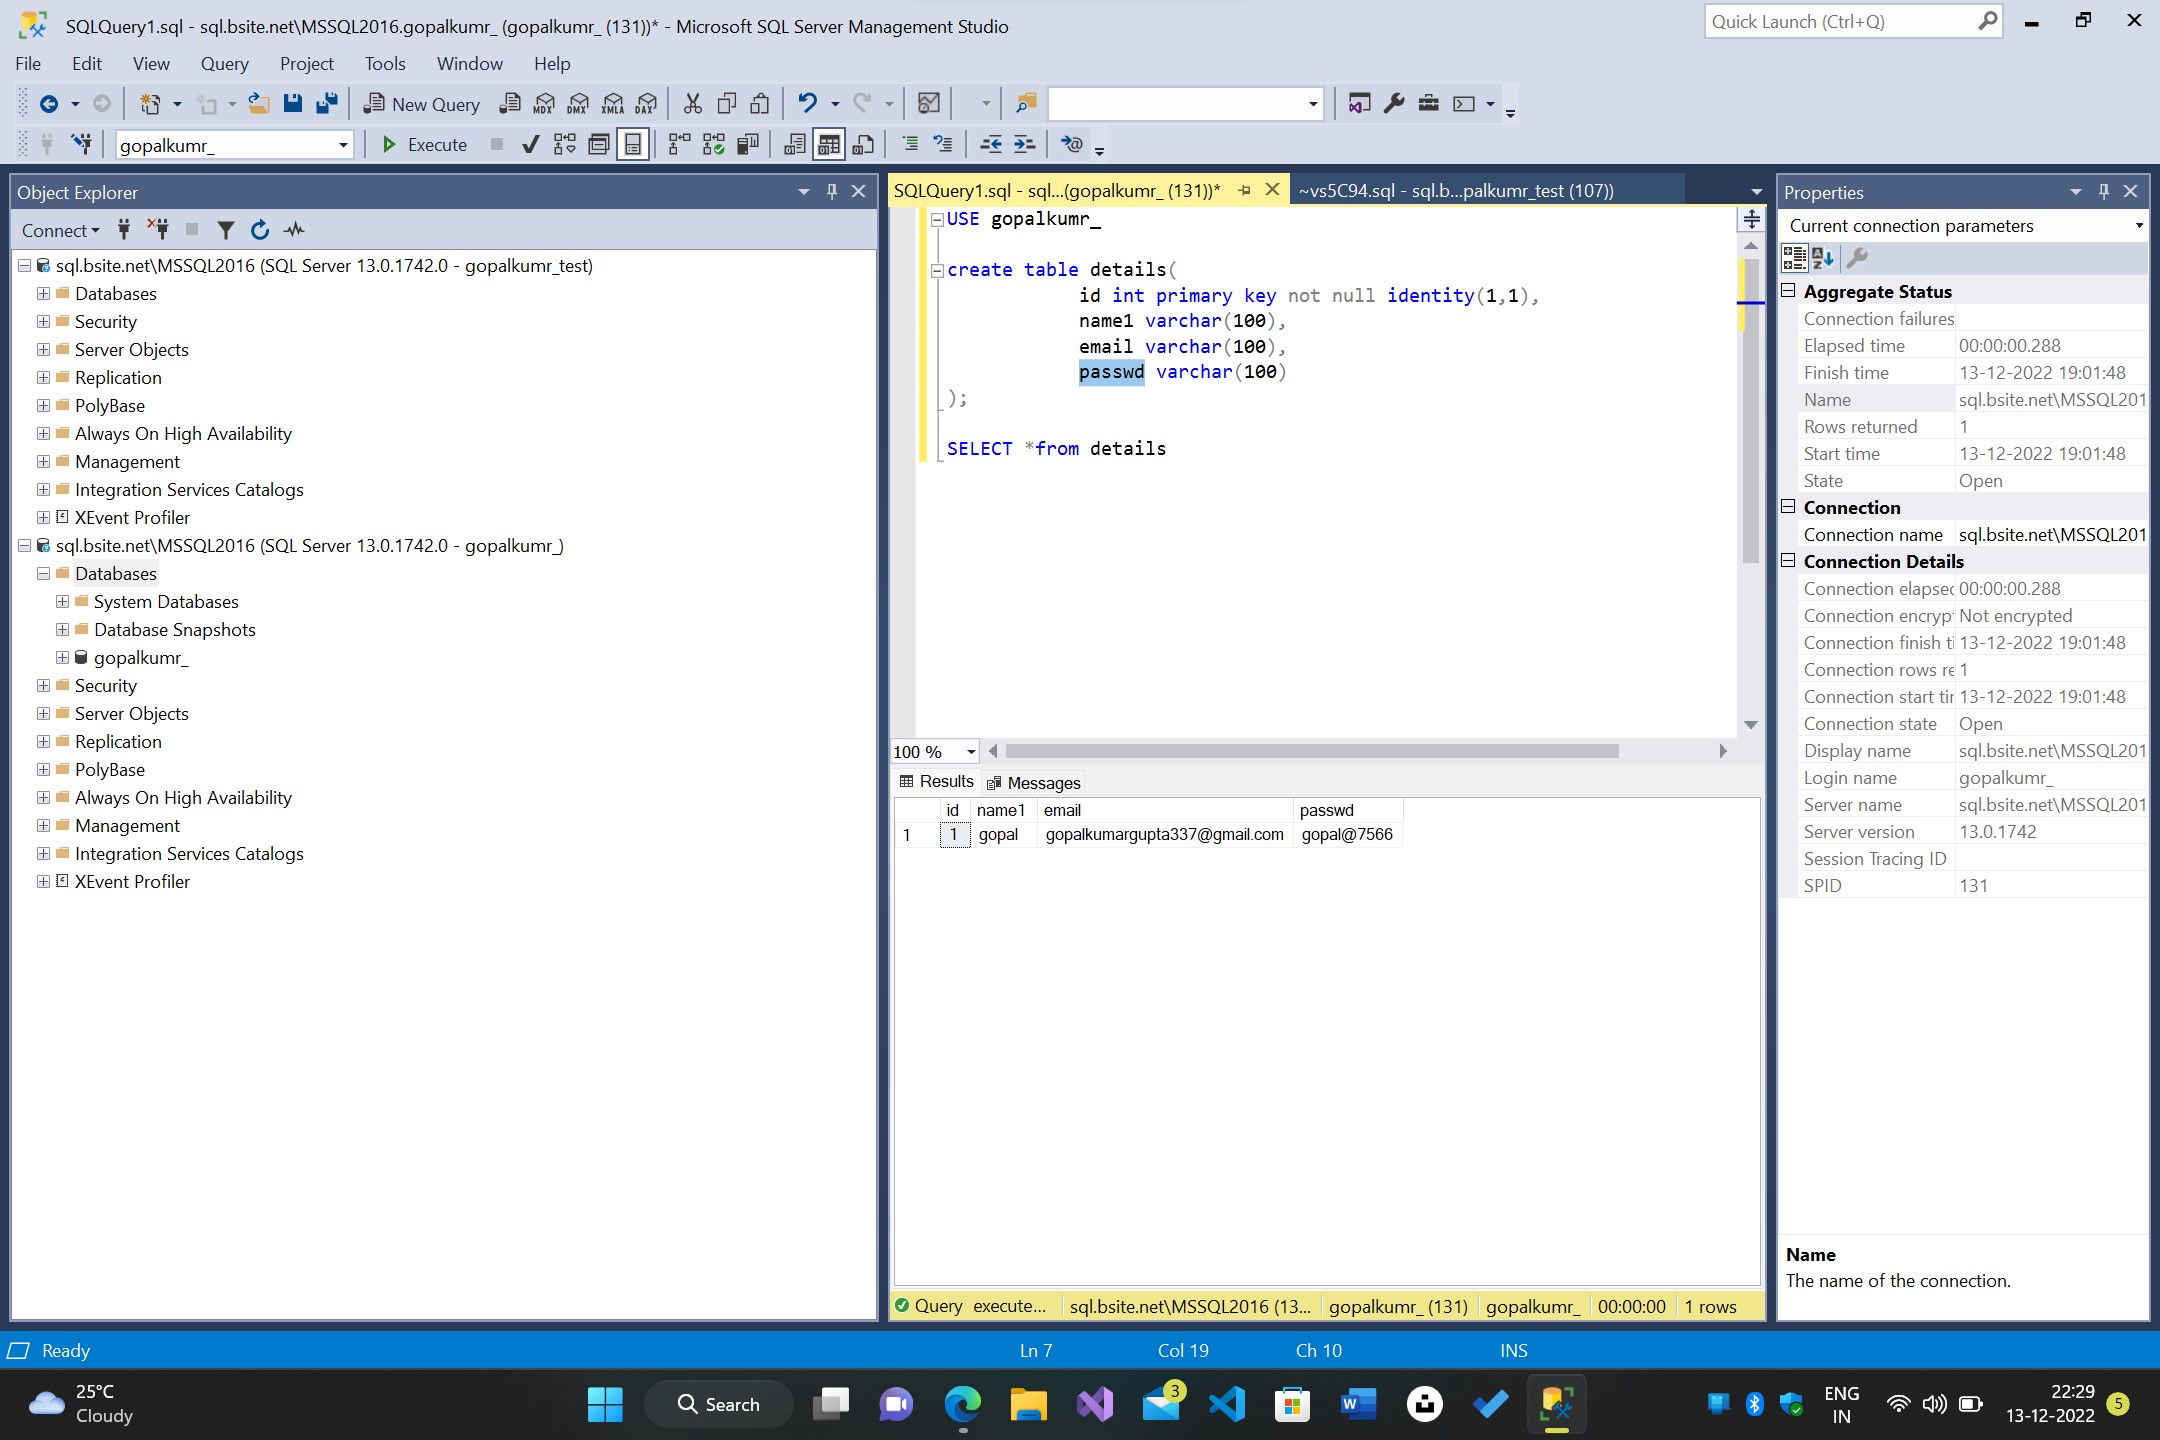 SQLQuery1.sql - sql.bsite.net\MSSQL2016.gopalkumr_ (gopalkumr_ (131))* - Microsoft SQL Server Management Studio
Quick Launch (Ctrl+Q)
File Edit View Query Project Tools Window Help
New Query MDX DMX XMLA DAX
gopalkumr_ Execute
Object Explorer
Connect
sql.bsite.net\MSSQL2016 (SQL Server 13.0.1742.0 - gopalkumr_test)
Databases
Security
Server Objects
Replication
PolyBase
Always On High Availability
Management
Integration Services Catalogs
XEvent Profiler
sql.bsite.net\MSSQL2016 (SQL Server 13.0.1742.0 - gopalkumr_)
Databases
System Databases
Database Snapshots
gopalkumr_
Security
Server Objects
Replication
PolyBase
Always On High Availability
Management
Integration Services Catalogs
XEvent Profiler
SQLQuery1.sql - sql...(gopalkumr_ (131))* ~vs5C94.sql - sql.b...palkumr_test (107))
USE gopalkumr_
create table details(
id int primary key not null identity(1,1),
name1 varchar(100),
email varchar(100),
passwd varchar(100)
);
SELECT *from details
100 %
Results Messages
id name1 email passwd
1 1 gopal gopalkumargupta337@gmail.com gopal@7566
Query execute... sql.bsite.net\MSSQL2016 (13... gopalkumr_ (131) gopalkumr_ 00:00:00 1 rows
Properties
Current connection parameters
Aggregate Status
Connection failures
Elapsed time 00:00:00.288
Finish time 13-12-2022 19:01:48
Name sql.bsite.net\MSSQL201
Rows returned 1
Start time 13-12-2022 19:01:48
State Open
Connection
Connection name sql.bsite.net\MSSQL201
Connection Details
Connection elapsec 00:00:00.288
Connection encryp Not encrypted
Connection finish ti 13-12-2022 19:01:48
Connection rows re 1
Connection start tir 13-12-2022 19:01:48
Connection state Open
Display name sql.bsite.net\MSSQL201
Login name gopalkumr_
Server name sql.bsite.net\MSSQL201
Server version 13.0.1742
Session Tracing ID
SPID 131
Name
The name of the connection.
Ready Ln 7 Col 19 Ch 10 INS
25°C
Cloudy
Search
3
ENG
IN
22:29
13-12-2022
5